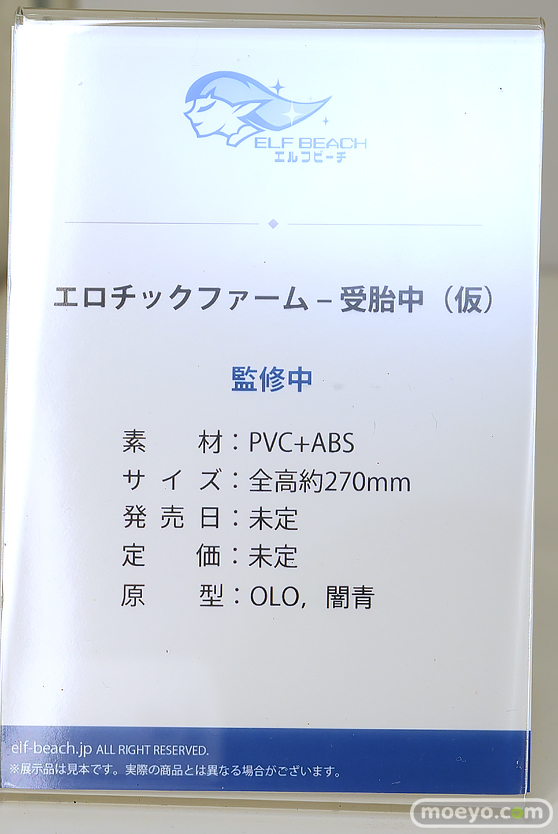 ELF BEACH
エルフビーチ
エロチックファーム – 受胎中（仮）
監修中
素材：PVC+ABS
サイズ：全高約270mm
発売日：未定
定価：未定
原型：OLO，闇青
elf-beach.jp ALL RIGHT RESERVED.
※展示品は見本です。実際の商品とは異なる場合がございます。
moeyo.com